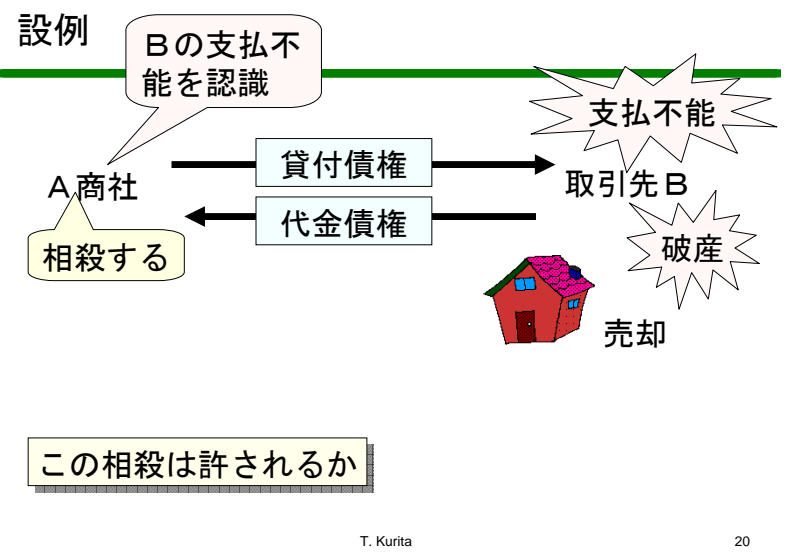 設例
Ｂの支払不
能を認識
支払不能
貸付債権
Ａ商社
取引先Ｂ
代金債権
相殺する
破産
売却
この相殺は許されるか
T. Kurita
20